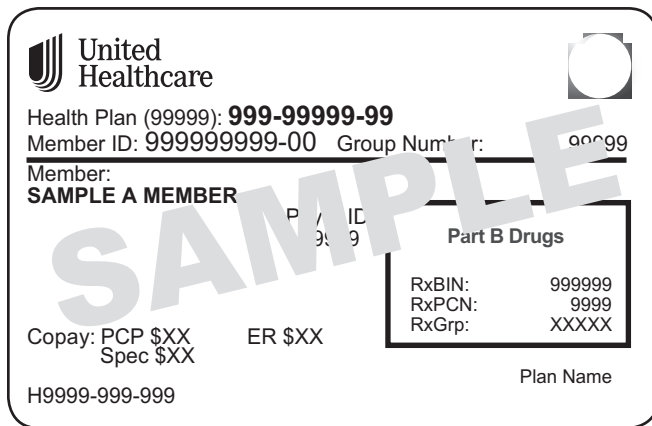 United
Healthcare
Health Plan (99999): 999-99999-99
Member ID: 999999999-00 Group Number: 99999
Member:
SAMPLE A MEMBER
ID
SAMPLE
Part B Drugs
RxBIN: 999999
RxPCN: 9999
RxGrp: XXXXX
Copay: PCP $XX ER $XX
Spec $XX
Plan Name
H9999-999-999